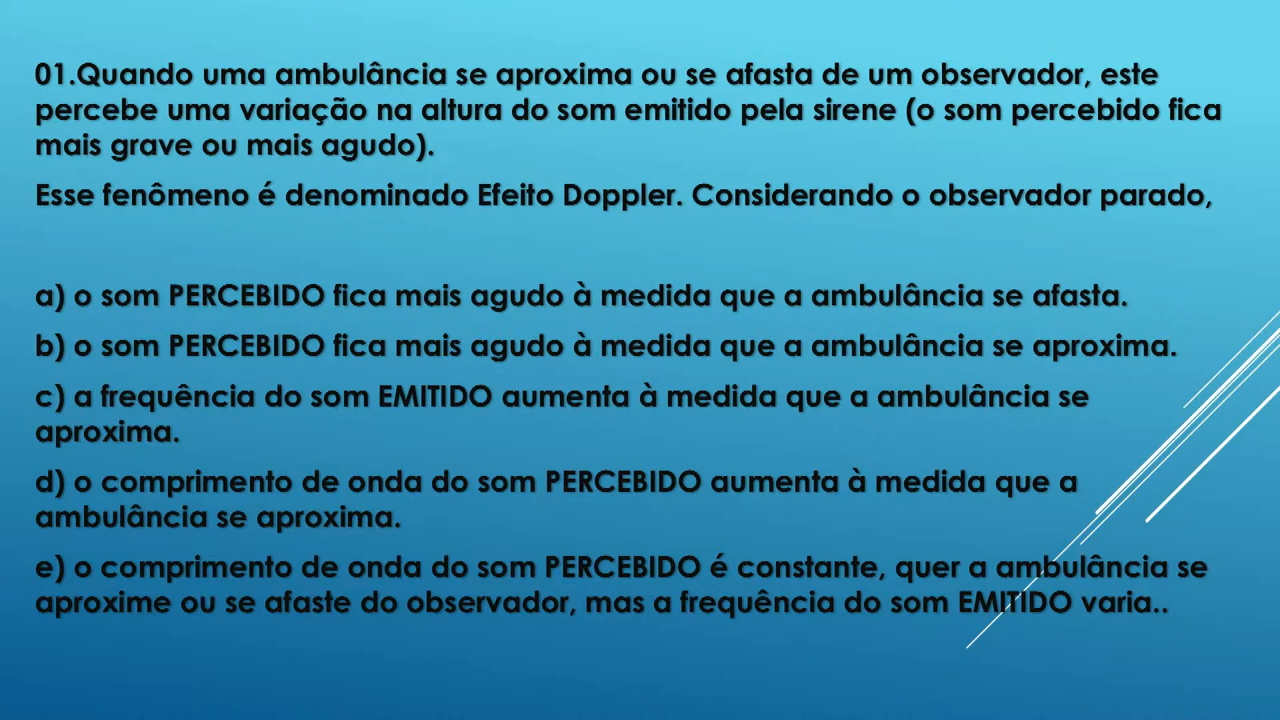 01.Quando uma ambulância se aproxima ou se afasta de um observador, este
percebe uma variação na altura do som emitido pela sirene (o som percebido fica
mais grave ou mais agudo).
Esse fenômeno é denominado Efeito Doppler. Considerando o observador parado,
a) o som PERCEBIDO fica mais agudo à medida que a ambulância se afasta.
b) o som PERCEBIDO fica mais agudo à medida que a ambulância se aproxima.
c) a frequência do som EMITIDO aumenta à medida que a ambulância se
aproxima.
d) o comprimento de onda do som PERCEBIDO aumenta à medida que a
ambulância se aproxima.
e) o comprimento de onda do som PERCEBIDO é constante, quer a ambulância se
aproxime ou se afaste do observador, mas a frequência do som EMITIDO varia..